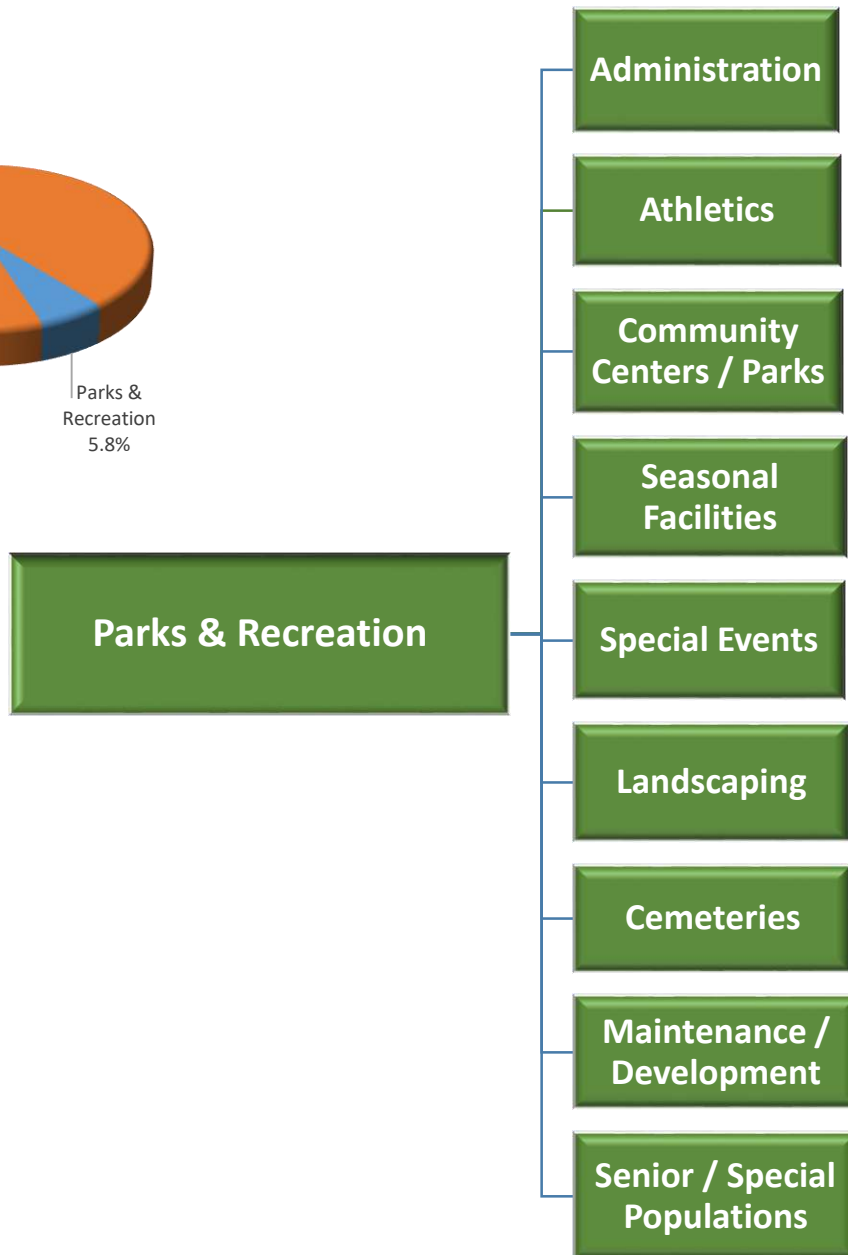 Parks &
Recreation
5.8%
Parks & Recreation
Administration
Athletics
Community
Centers / Parks
Seasonal
Facilities
Special Events
Landscaping
Cemeteries
Maintenance /
Development
Senior / Special
Populations